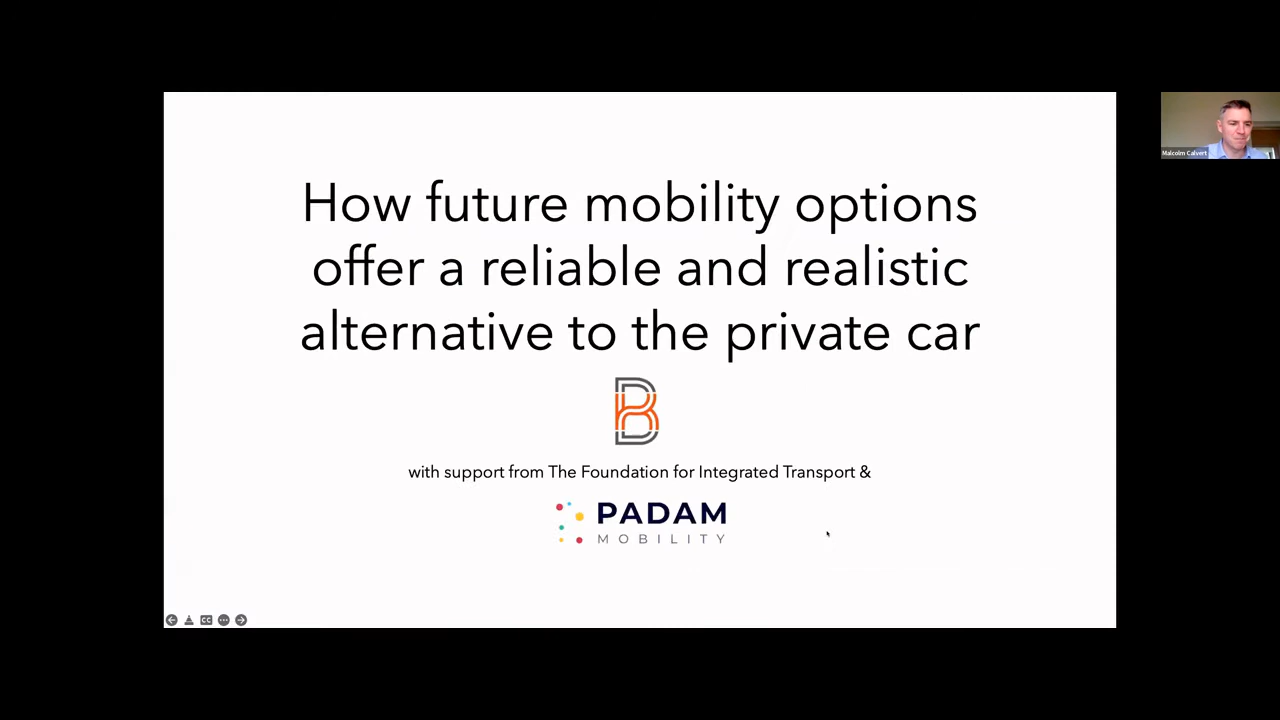 How future mobility options
offer a reliable and realistic
alternative to the private car
B
with support from The Foundation for Integrated Transport &
PADAM
MOBILITY
CC
Malcolm Calvert